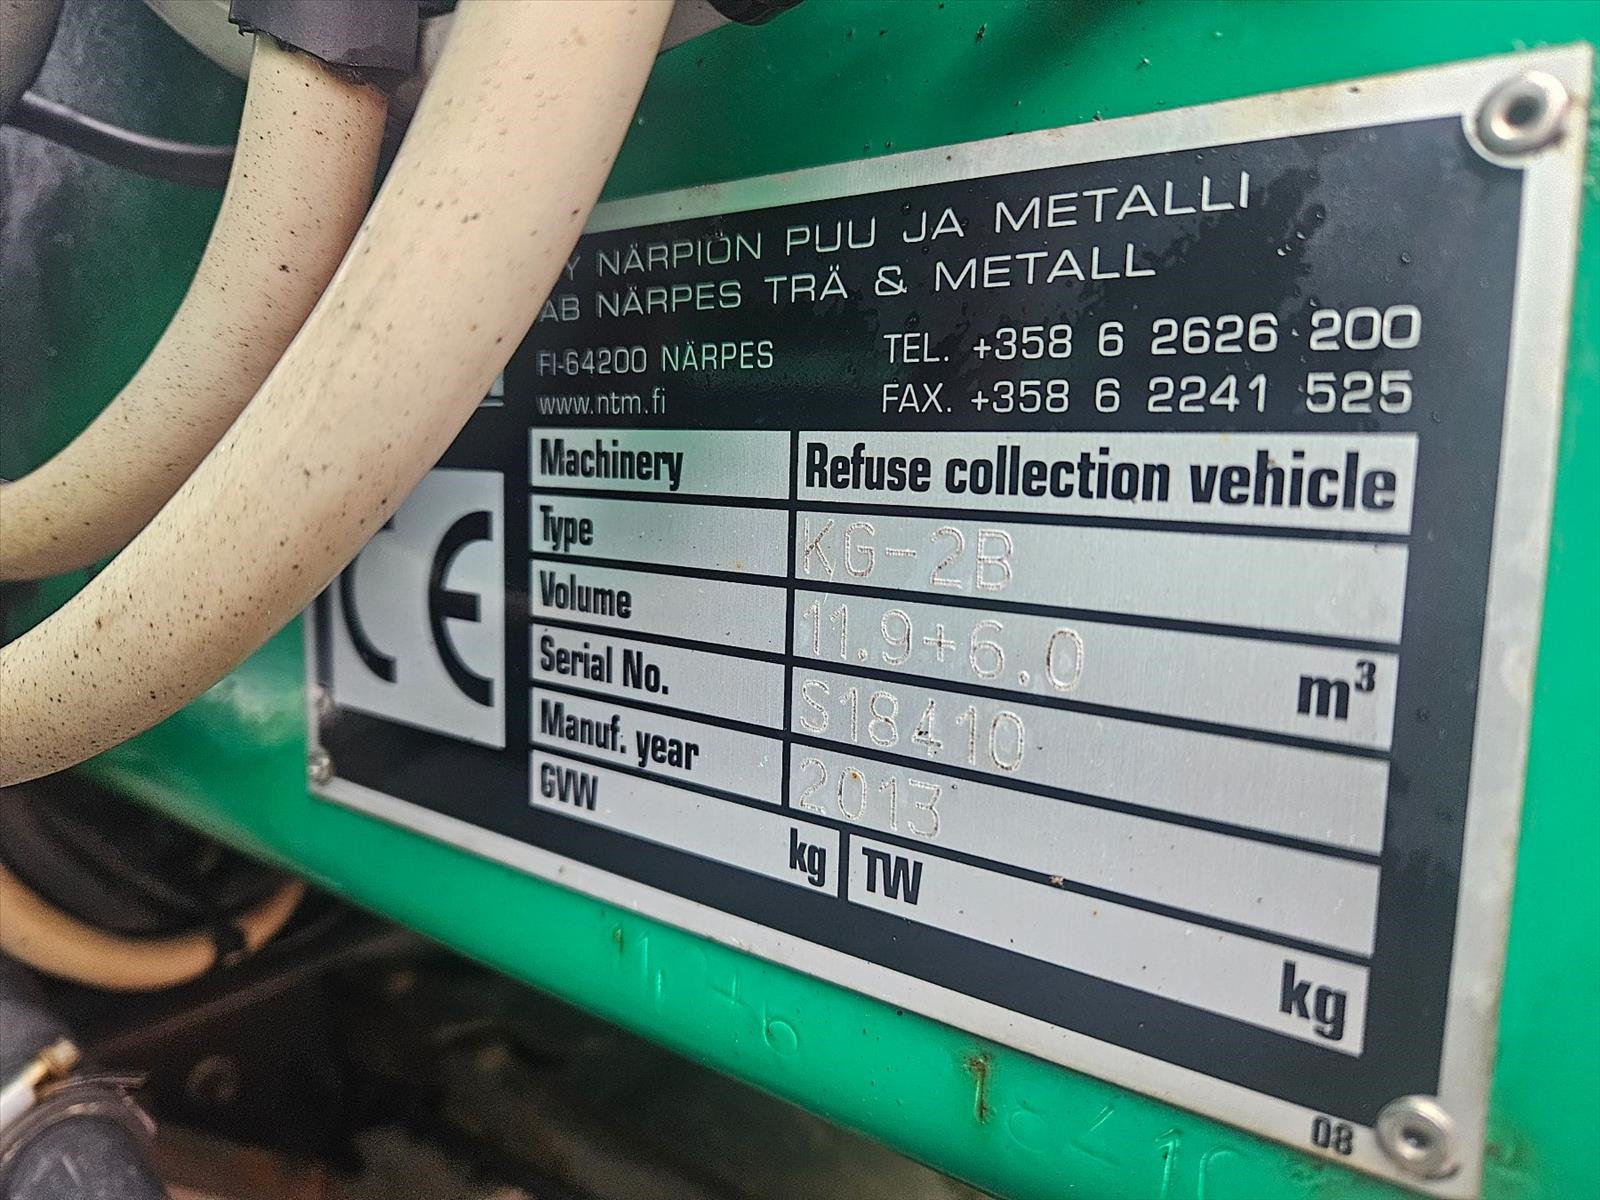 Y NÄRPIÖN PUU JA METALLI
AB NÄRPES TRÄ & METALL
FI-64200 NÄRPES TEL. +358 6 2626 200
www.ntm.fi FAX. +358 6 2241 525
Machinery Refuse collection vehicle
Type KG-2B
Volume 11.9+6.0 m³
Serial No. S18410
Manuf. year 2013
GVW kg TW kg
CE
08